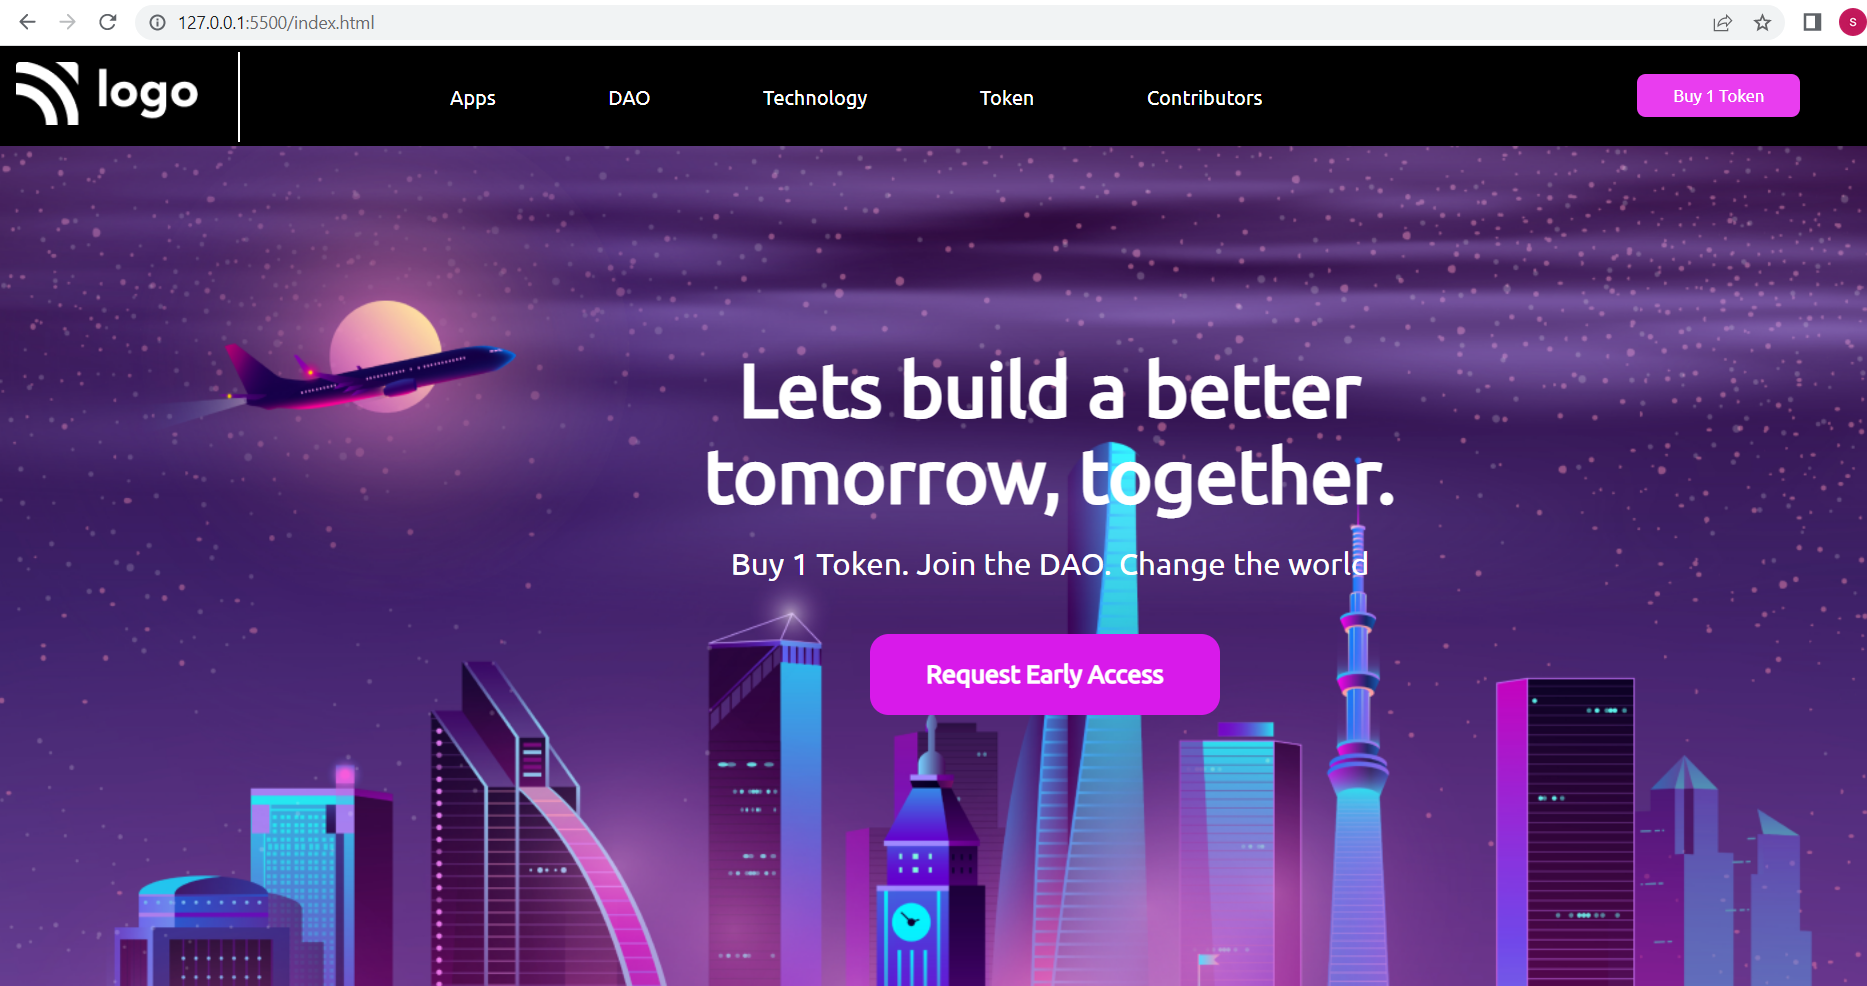 127.0.0.1:5500/index.html
S
logo
Apps DAO Technology Token Contributors Buy 1 Token
Lets build a better
tomorrow, together.
Buy 1 Token. Join the DAO. Change the world
Request Early Access